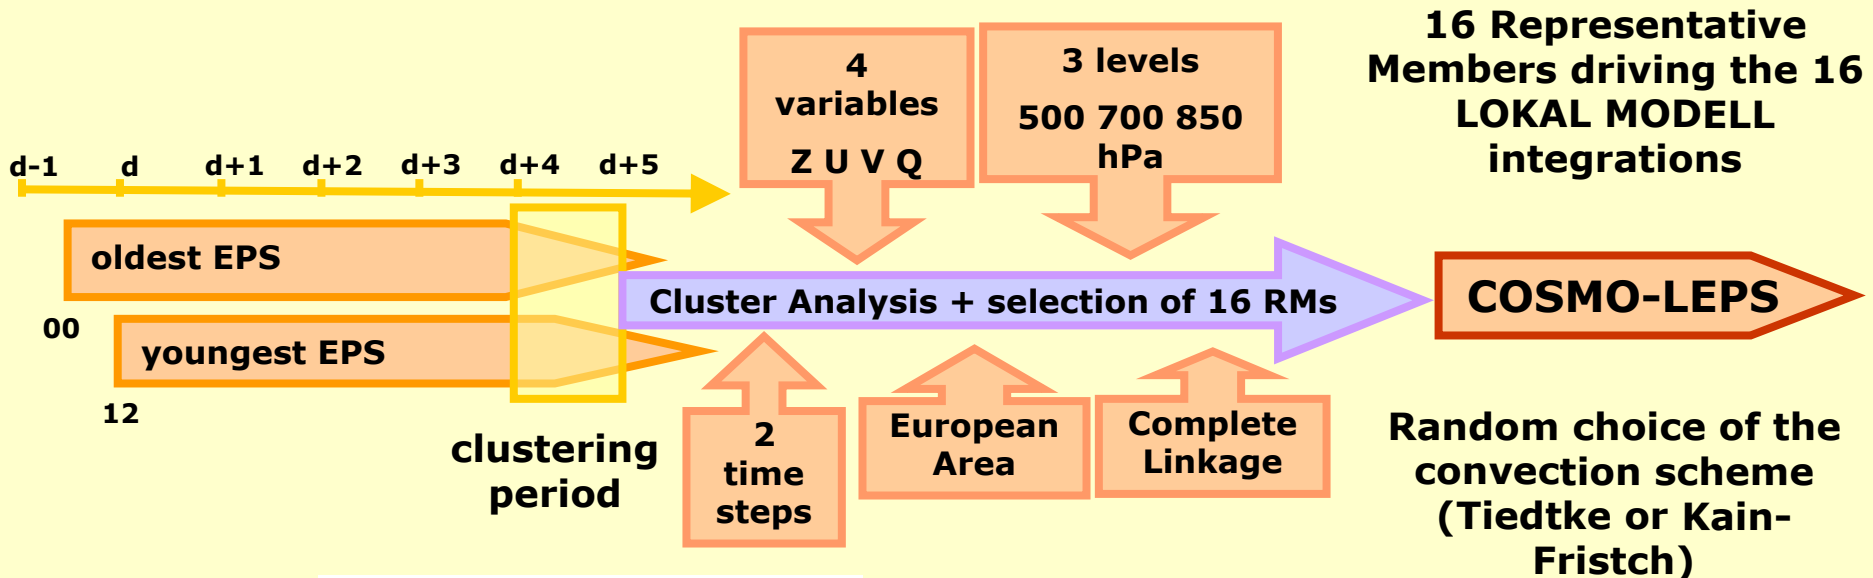 d-1 d d+1 d+2 d+3 d+4 d+5
oldest EPS
00
youngest EPS
12
clustering
period
4
variables
Z U V Q
3 levels
500 700 850
hPa
Cluster Analysis + selection of 16 RMs
2
time
steps
European
Area
Complete
Linkage
16 Representative
Members driving the 16
LOKAL MODELL
integrations
COSMO-LEPS
Random choice of the
convection scheme
(Tiedtke or Kain-
Fristch)